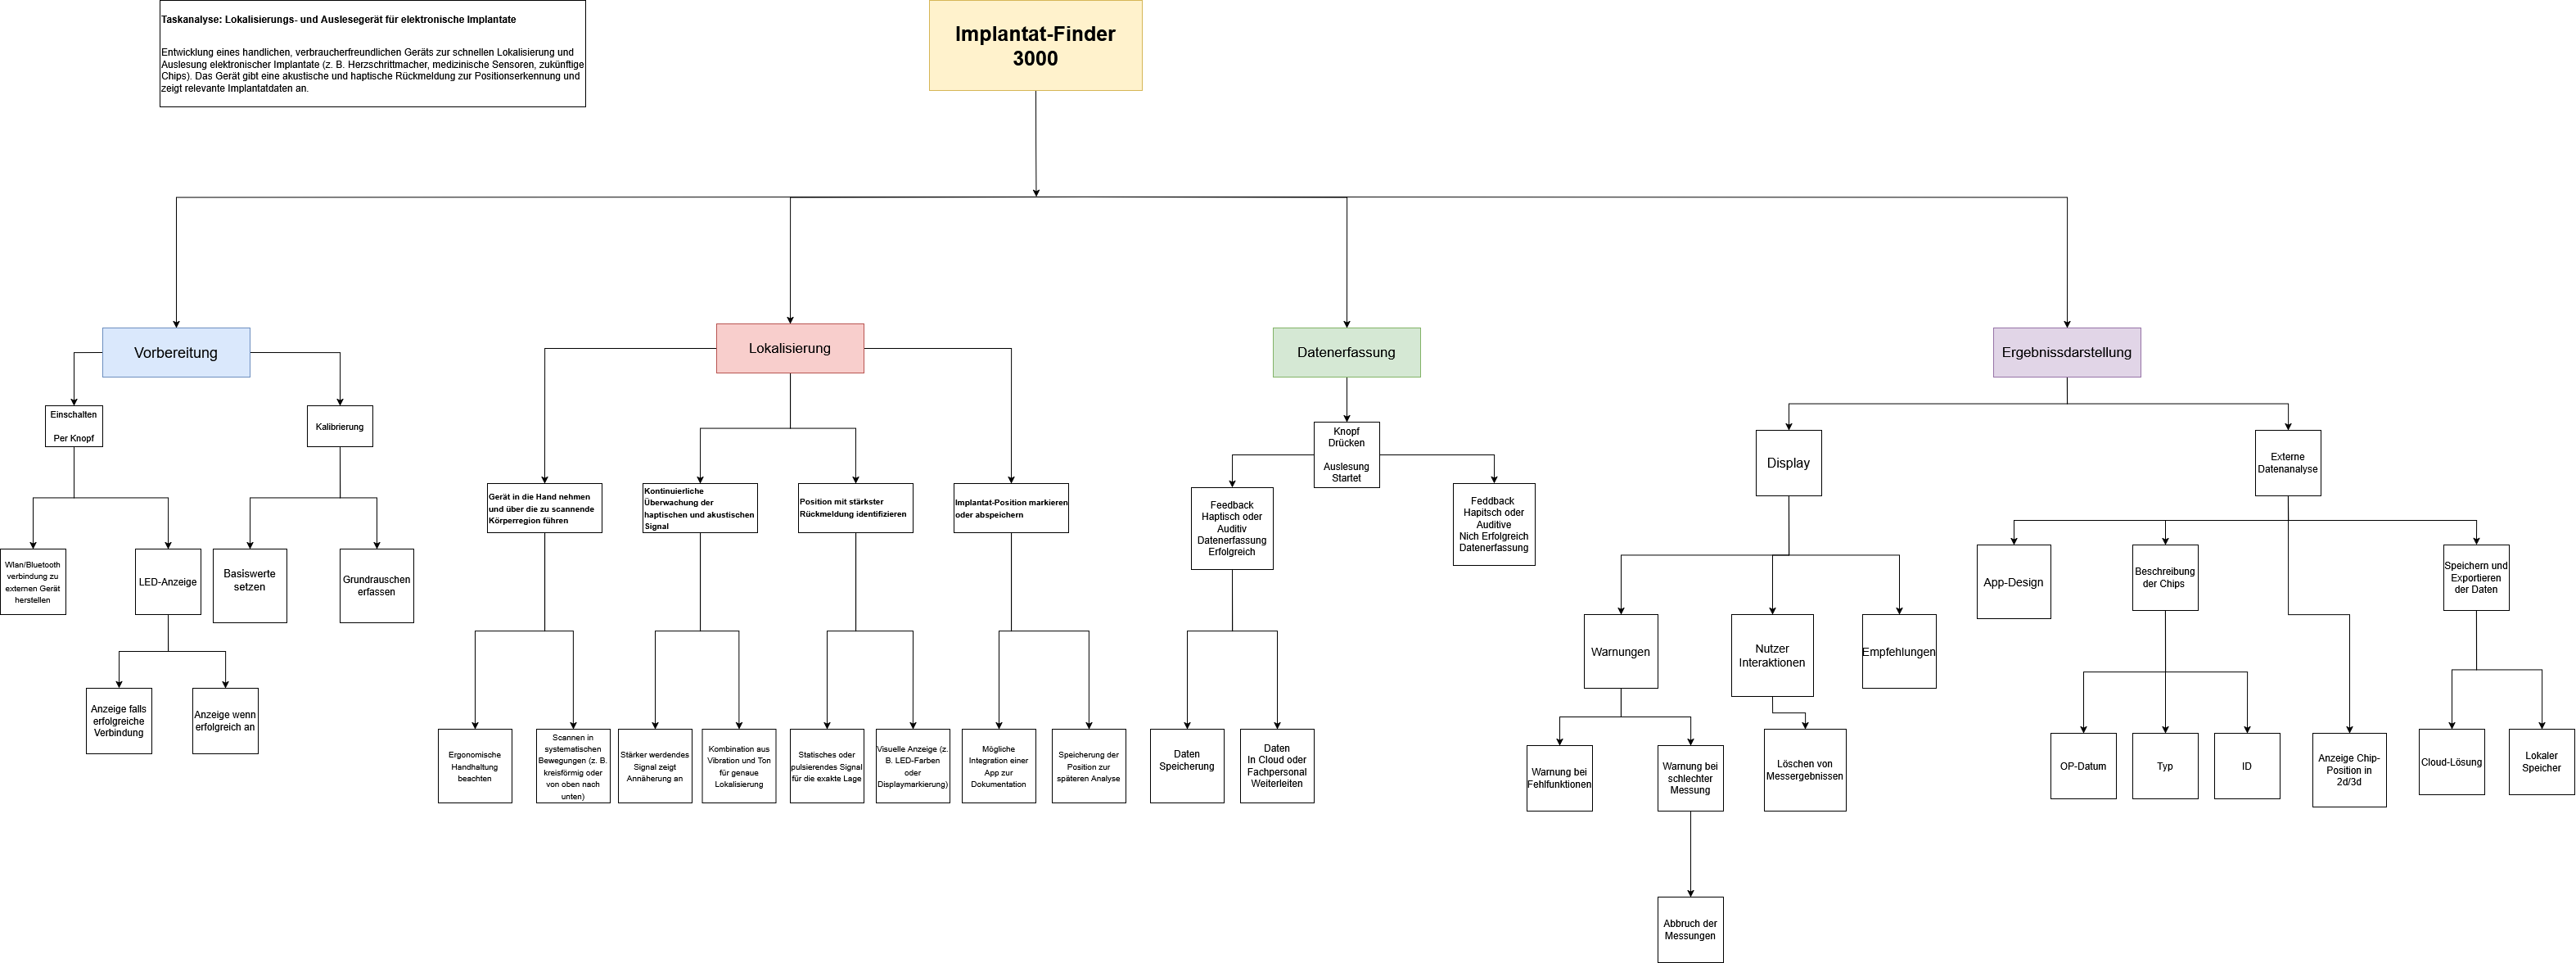 Taskanalyse: Lokalisierungs- und Auslesegerät für elektronische Implantate
Entwicklung eines handlichen, verbraucherfreundlichen Geräts zur schnellen Lokalisierung und
Auslesung elektronischer Implantate (z. B. Herzschrittmacher, medizinische Sensoren, zukünftige
Chips). Das Gerät gibt eine akustische und haptische Rückmeldung zur Positionserkennung und
zeigt relevante Implantatdaten an.
Implantat-Finder
3000
Vorbereitung
Lokalisierung
Datenerfassung
Ergebnissdarstellung
Einschalten
Per Knopf
Kalibrierung
Wlan/Bluetooth
verbindung zu
externen Gerät
herstellen
LED-Anzeige
Basiswerte
setzen
Grundrauschen
erfassen
Anzeige falls
erfolgreiche
Verbindung
Anzeige wenn
erfolgreich an
Gerät in die Hand nehmen
und über die zu scannende
Körperregion führen
Kontinuierliche
Überwachung der
haptischen und akustischen
Signal
Position mit stärkster
Rückmeldung identifizieren
Implantat-Position markieren
oder abspeichern
Ergonomische
Handhaltung
beachten
Scannen in
systematischen
Bewegungen (z. B.
kreisförmig oder
von oben nach
unten)
Stärker werdendes
Signal zeigt
Annäherung an
Kombination aus
Vibration und Ton
für genaue
Lokalisierung
Statisches oder
pulsierendes Signal
für die exakte Lage
Visuelle Anzeige (z.
B. LED-Farben
oder
Displaymarkierung)
Mögliche
Integration einer
App zur
Dokumentation
Speicherung der
Position zur
späteren Analyse
Knopf
Drücken
Auslesung
Startet
Feedback
Haptisch oder
Auditiv
Datenerfassung
Erfolgreich
Feddback
Hapitsch oder
Auditive
Nich Erfolgreich
Datenerfassung
Daten
Speicherung
Daten
In Cloud oder
Fachpersonal
Weiterleiten
Display
Externe
Datenanalyse
Warnungen
Nutzer
Interaktionen
Empfehlungen
Warnung bei
Fehlfunktionen
Warnung bei
schlechter
Messung
Löschen von
Messergebnissen
Abbruch der
Messungen
App-Design
Beschreibung
der Chips
Speichern und
Exportieren
der Daten
OP-Datum
Typ
ID
Anzeige Chip-
Position in
2d/3d
Cloud-Lösung
Lokaler
Speicher